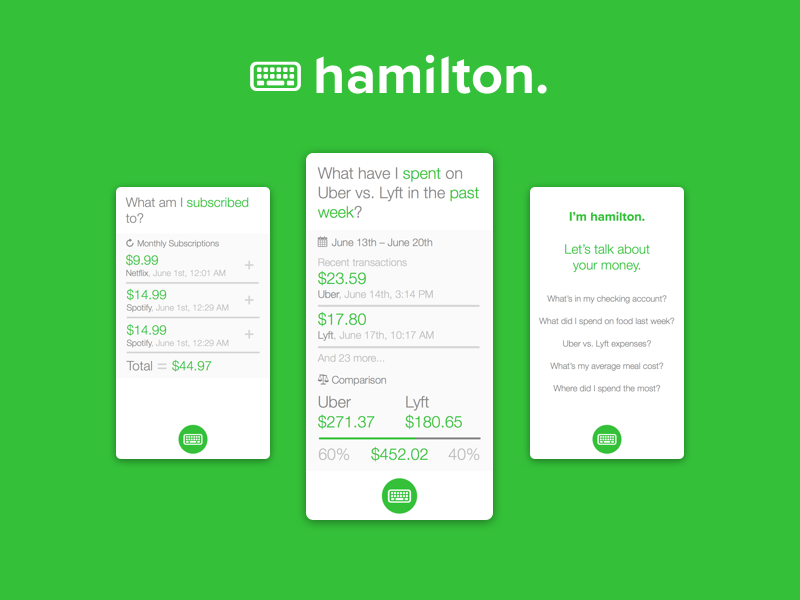 hamilton.
What am I subscribed
to?
Monthly Subscriptions
$9.99
Netflix, June 1st, 12:01 AM
+
$14.99
Spotify, June 1st, 12:29 AM
+
$14.99
Spotify, June 1st, 12:29 AM
+
Total = $44.97
What have I spent on
Uber vs. Lyft in the past
week?
June 13th – June 20th
Recent transactions
$23.59
Uber, June 14th, 3:14 PM
$17.80
Lyft, June 17th, 10:17 AM
And 23 more...
Comparison
Uber Lyft
$271.37 $180.65
60% $452.02 40%
I'm hamilton.
Let's talk about
your money.
What's in my checking account?
What did I spend on food last week?
Uber vs. Lyft expenses?
What's my average meal cost?
Where did I spend the most?